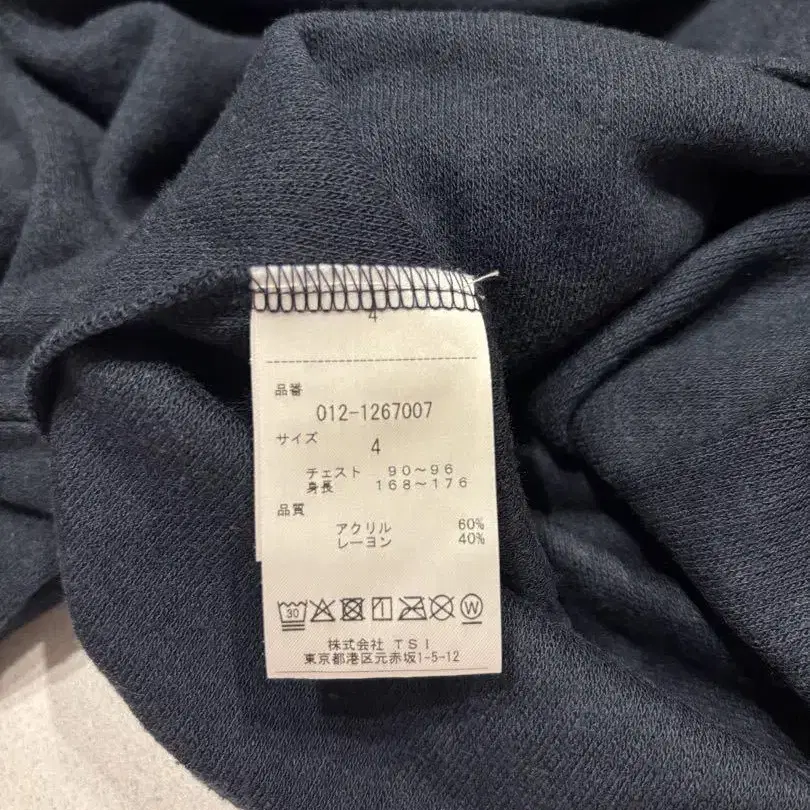 4
品番
012-1267007
サイズ
4
チェスト 90～96
身長 168～176
品質
アクリル 60%
レーヨン 40%
30 W
株式会社 TSI
東京都港区元赤坂1-5-12